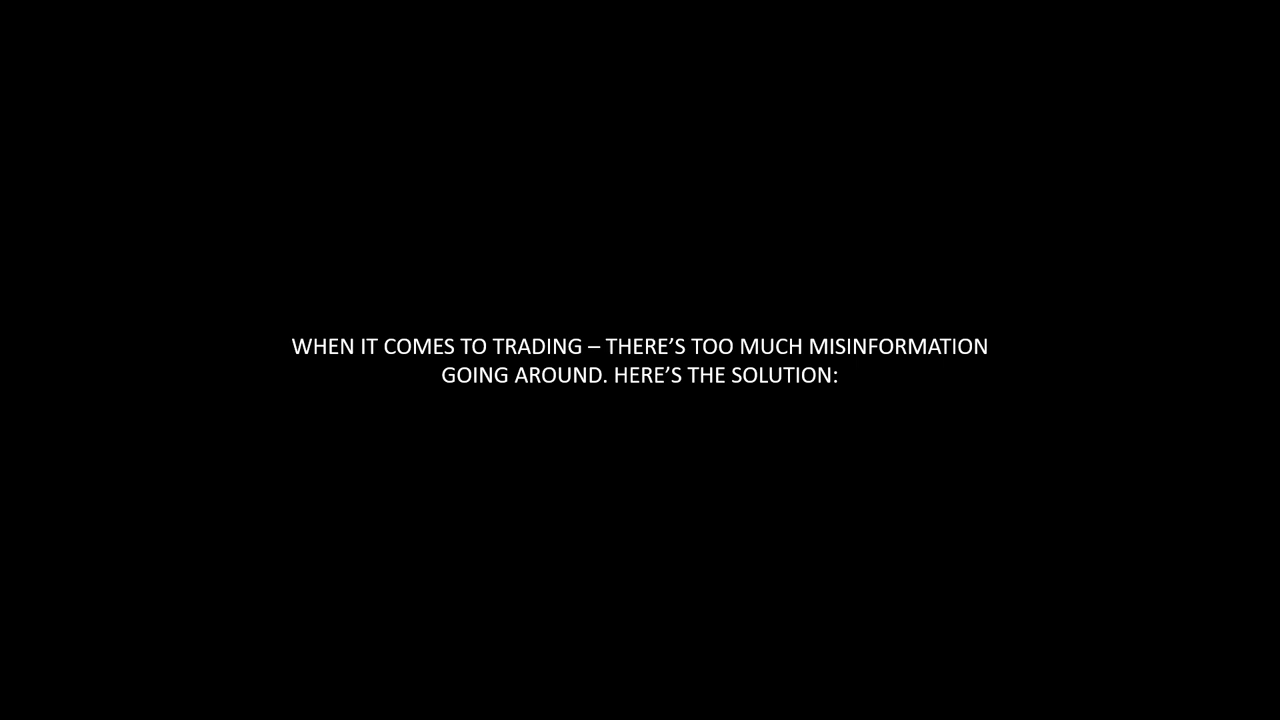 WHEN IT COMES TO TRADING – THERE’S TOO MUCH MISINFORMATION
GOING AROUND. HERE’S THE SOLUTION: